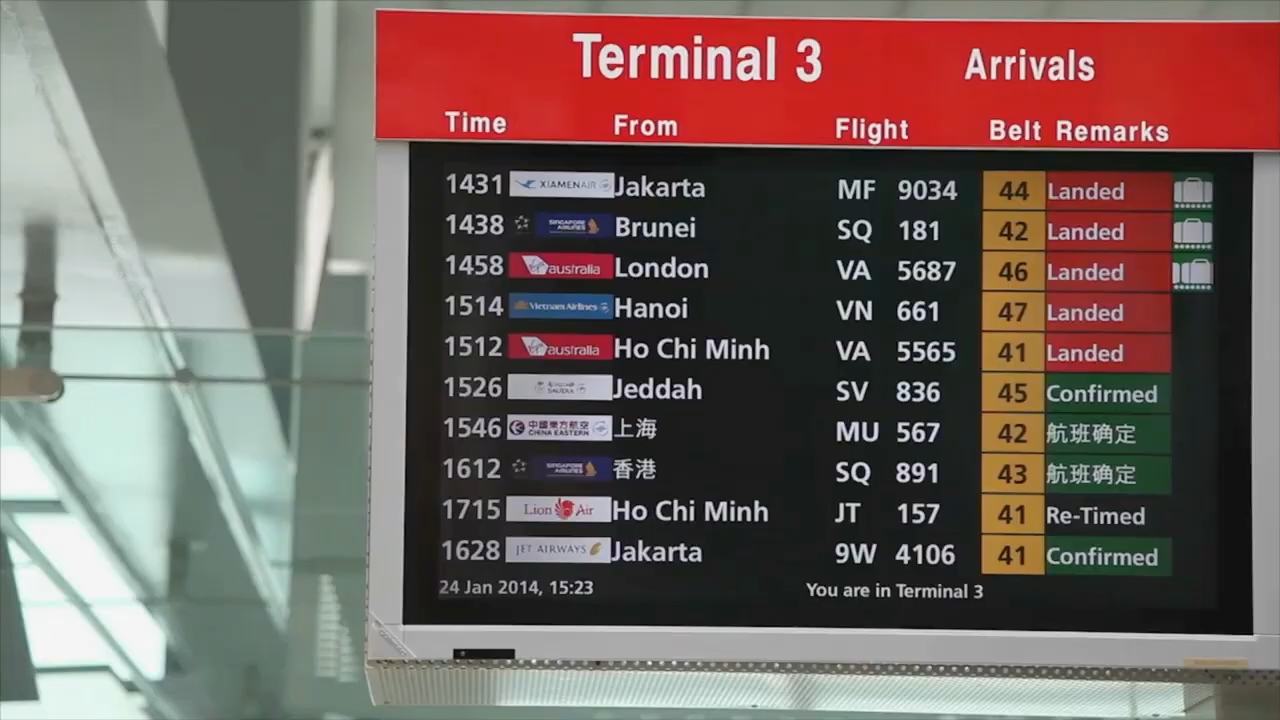 Terminal 3 Arrivals
Time From Flight Belt Remarks
1431 XIAMENAIR Jakarta MF 9034 44 Landed
1438 SINGAPORE AIRLINES Brunei SQ 181 42 Landed
1458 australia London VA 5687 46 Landed
1514 Vietnam Airlines Hanoi VN 661 47 Landed
1512 australia Ho Chi Minh VA 5565 41 Landed
1526 SAUDIA Jeddah SV 836 45 Confirmed
1546 中國東方航空 CHINA EASTERN 上海 MU 567 42 航班确定
1612 SINGAPORE AIRLINES 香港 SQ 891 43 航班确定
1715 Lion Air Ho Chi Minh JT 157 41 Re-Timed
1628 JET AIRWAYS Jakarta 9W 4106 41 Confirmed
24 Jan 2014, 15:23 You are in Terminal 3